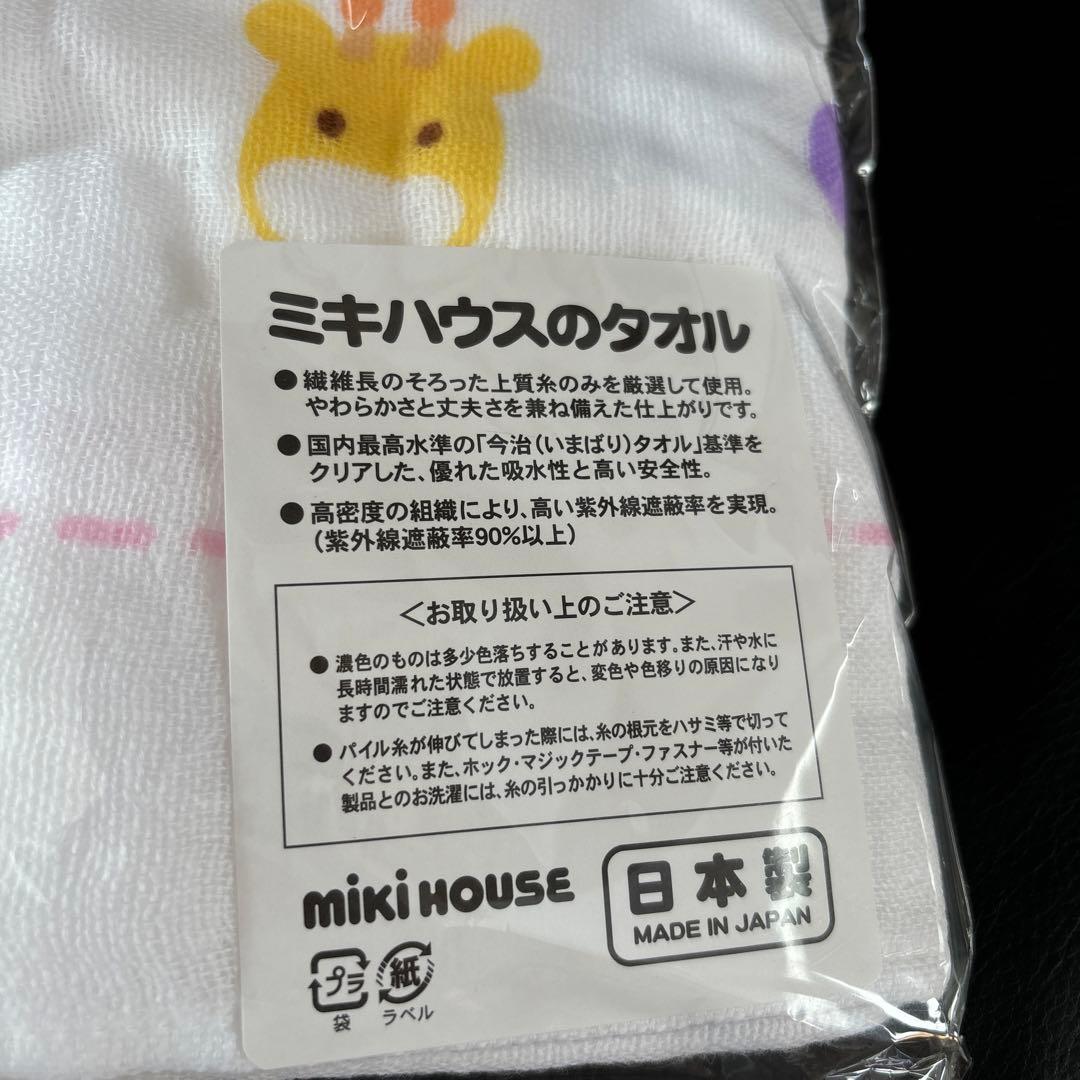 ミキハウスのタオル
●繊維長のそろった上質糸のみを厳選して使用。
やわらかさと丈夫さを兼ね備えた仕上がりです。
●国内最高水準の「今治(いまばり)タオル」基準を
クリアした、優れた吸水性と高い安全性。
●高密度の組織により、高い紫外線遮蔽率を実現。
(紫外線遮蔽率90%以上)
＜お取り扱い上のご注意＞
●濃色のものは多少色落ちすることがあります。また、汗や水に
長時間濡れた状態で放置すると、変色や色移りの原因になり
ますのでご注意ください。
●パイル糸が伸びてしまった際には、糸の根元をハサミ等で切って
ください。また、ホック・マジックテープ・ファスナー等が付いた
製品とのお洗濯には、糸の引っかかりに十分ご注意ください。
miki HOUSE
日本製
MADE IN JAPAN
プラ
袋
紙
ラベル